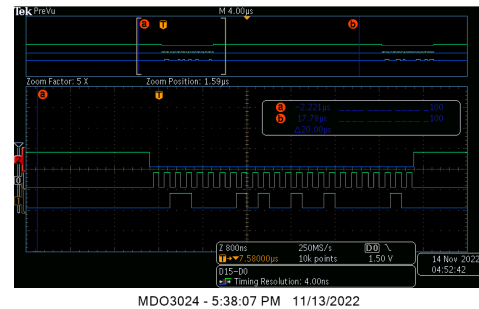 Tek PreVu M 4.00µs
a T b
Zoom Factor: 5 X Zoom Position: 1.59µs
a T
a -2.221µs 100
b 17.78µs 100
Δ20.00µs
Z 800ns 250MS/s D0
T→▼7.58000µs 10k points 1.50 V
D15-D0
Timing Resolution: 4.00ns
14 Nov 2022
04:52:42
MDO3024 - 5:38:07 PM 11/13/2022